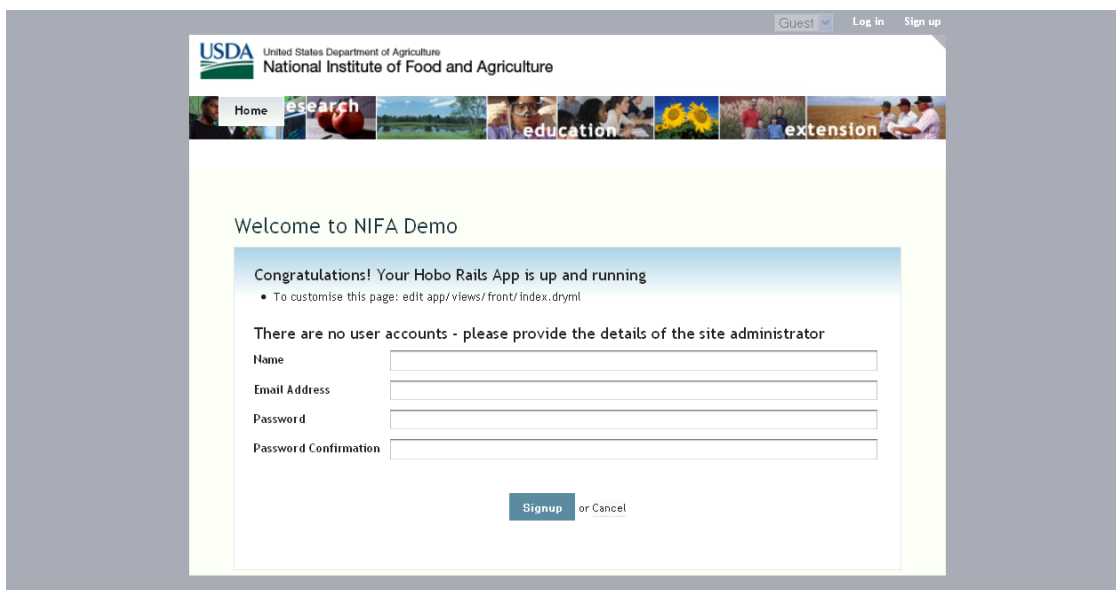 Guest Log in Sign up
USDA United States Department of Agriculture
National Institute of Food and Agriculture
Home esearch education extension
Welcome to NIFA Demo
Congratulations! Your Hobo Rails App is up and running
• To customise this page: edit app/views/front/index.dryml
There are no user accounts - please provide the details of the site administrator
Name
Email Address
Password
Password Confirmation
Signup or Cancel